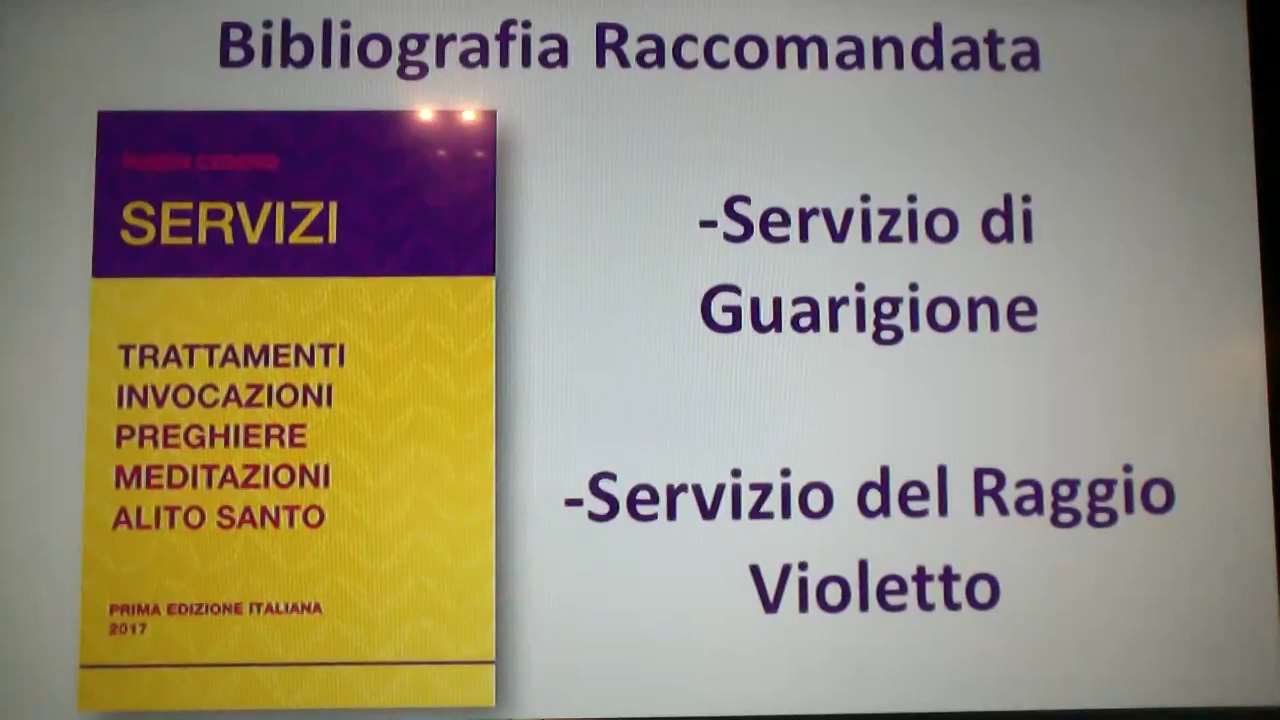 Bibliografia Raccomandata
SERVIZI
TRATTAMENTI
INVOCAZIONI
PREGHIERE
MEDITAZIONI
ALITO SANTO
PRIMA EDIZIONE ITALIANA
2017
-Servizio di
Guarigione
-Servizio del Raggio
Violetto